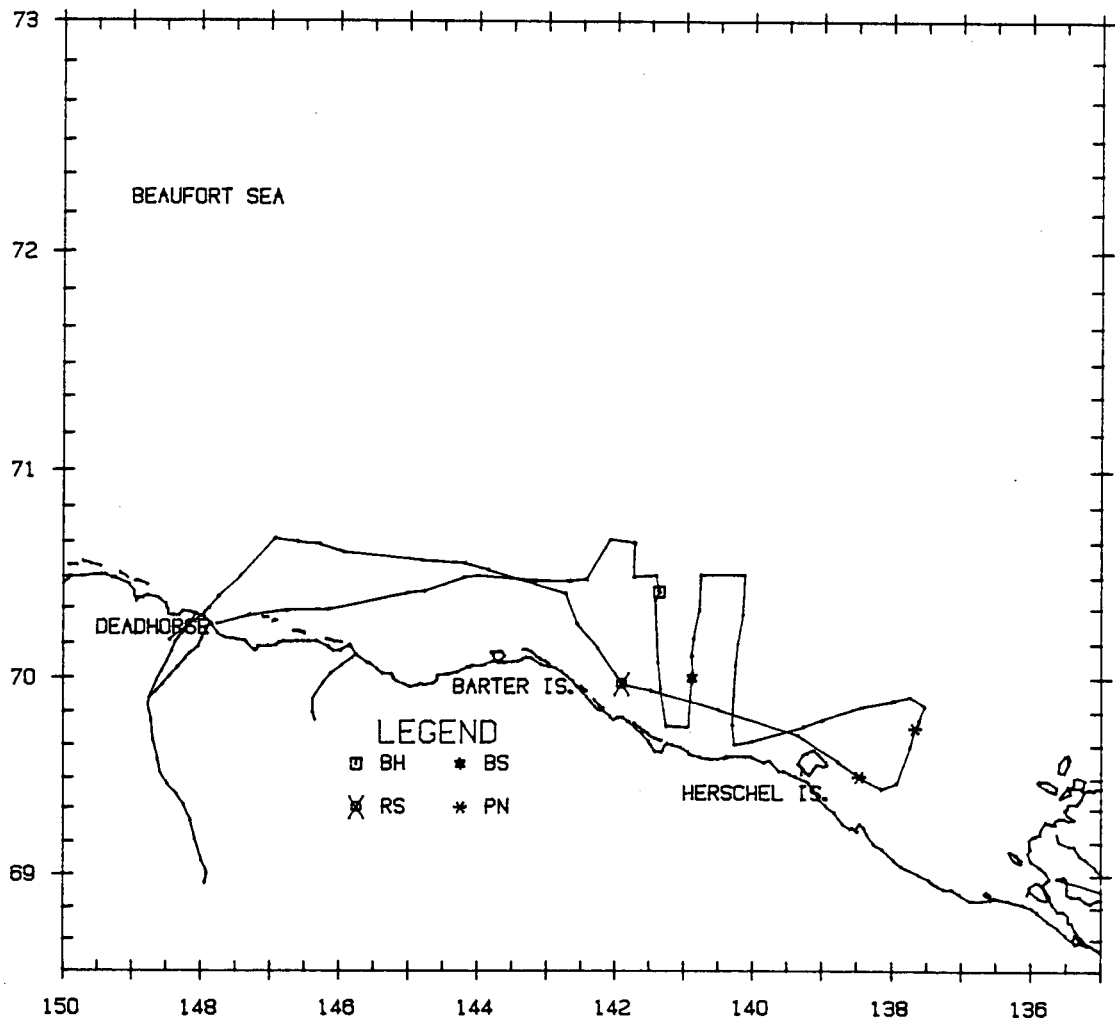 73
BEAUFORT SEA
72
71
DEADHORSE
70
BARTER IS.
LEGEND
BH BS
HERSCHEL IS.
RS PN
69
150 148 146 144 142 140 138 136